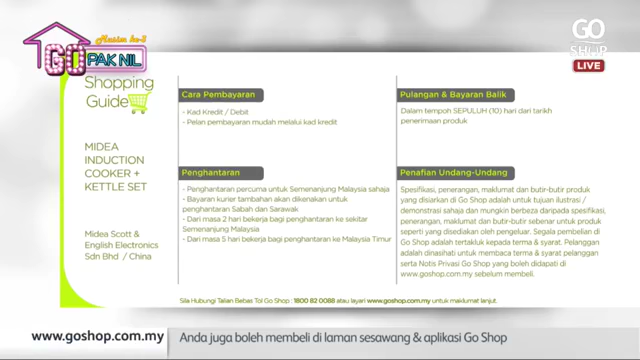 Musim ke-3
GO PAK NIL
GO
SHOP
LIVE
Shopping
Guide
MIDEA
INDUCTION
COOKER +
KETTLE SET
Midea Scott &
English Electronics
Sdn Bhd / China
Cara Pembayaran
- Kad Kredit / Debit
- Pelan pembayaran mudah melalui kad kredit
Penghantaran
- Penghantaran percuma untuk Semenanjung Malaysia sahaja
- Bayaran kurier tambahan akan dikenakan untuk
penghantaran Sabah dan Sarawak
- Dari masa 2 hari bekerja bagi penghantaran ke sekitar
Semenanjung Malaysia
- Dari masa 5 hari bekerja bagi penghantaran ke Malaysia Timur
Pulangan & Bayaran Balik
Dalam tempoh SEPULUH (10) hari dari tarikh
penerimaan produk
Penafian Undang-Undang
Spesifikasi, penerangan, maklumat dan butir-butir produk
yang disiarkan di Go Shop adalah untuk tujuan ilustrasi /
demonstrasi sahaja dan mungkin berbeza daripada spesifikasi,
penerangan, maklumat dan butir-butir sebenar untuk produk
seperti yang disediakan oleh pengeluar. Segala pembelian di
Go Shop adalah tertakluk kepada terma & syarat. Pelanggan
adalah dinasihati untuk membaca terma & syarat pelanggan
serta Notis Privasi Go Shop yang boleh didapati di
www.goshop.com.my sebelum membeli.
Sila Hubungi Talian Bebas Tol Go Shop : 1800 82 0088 atau layari www.goshop.com.my untuk maklumat lanjut.
www.goshop.com.my
Anda juga boleh membeli di laman sesawang & aplikasi Go Shop